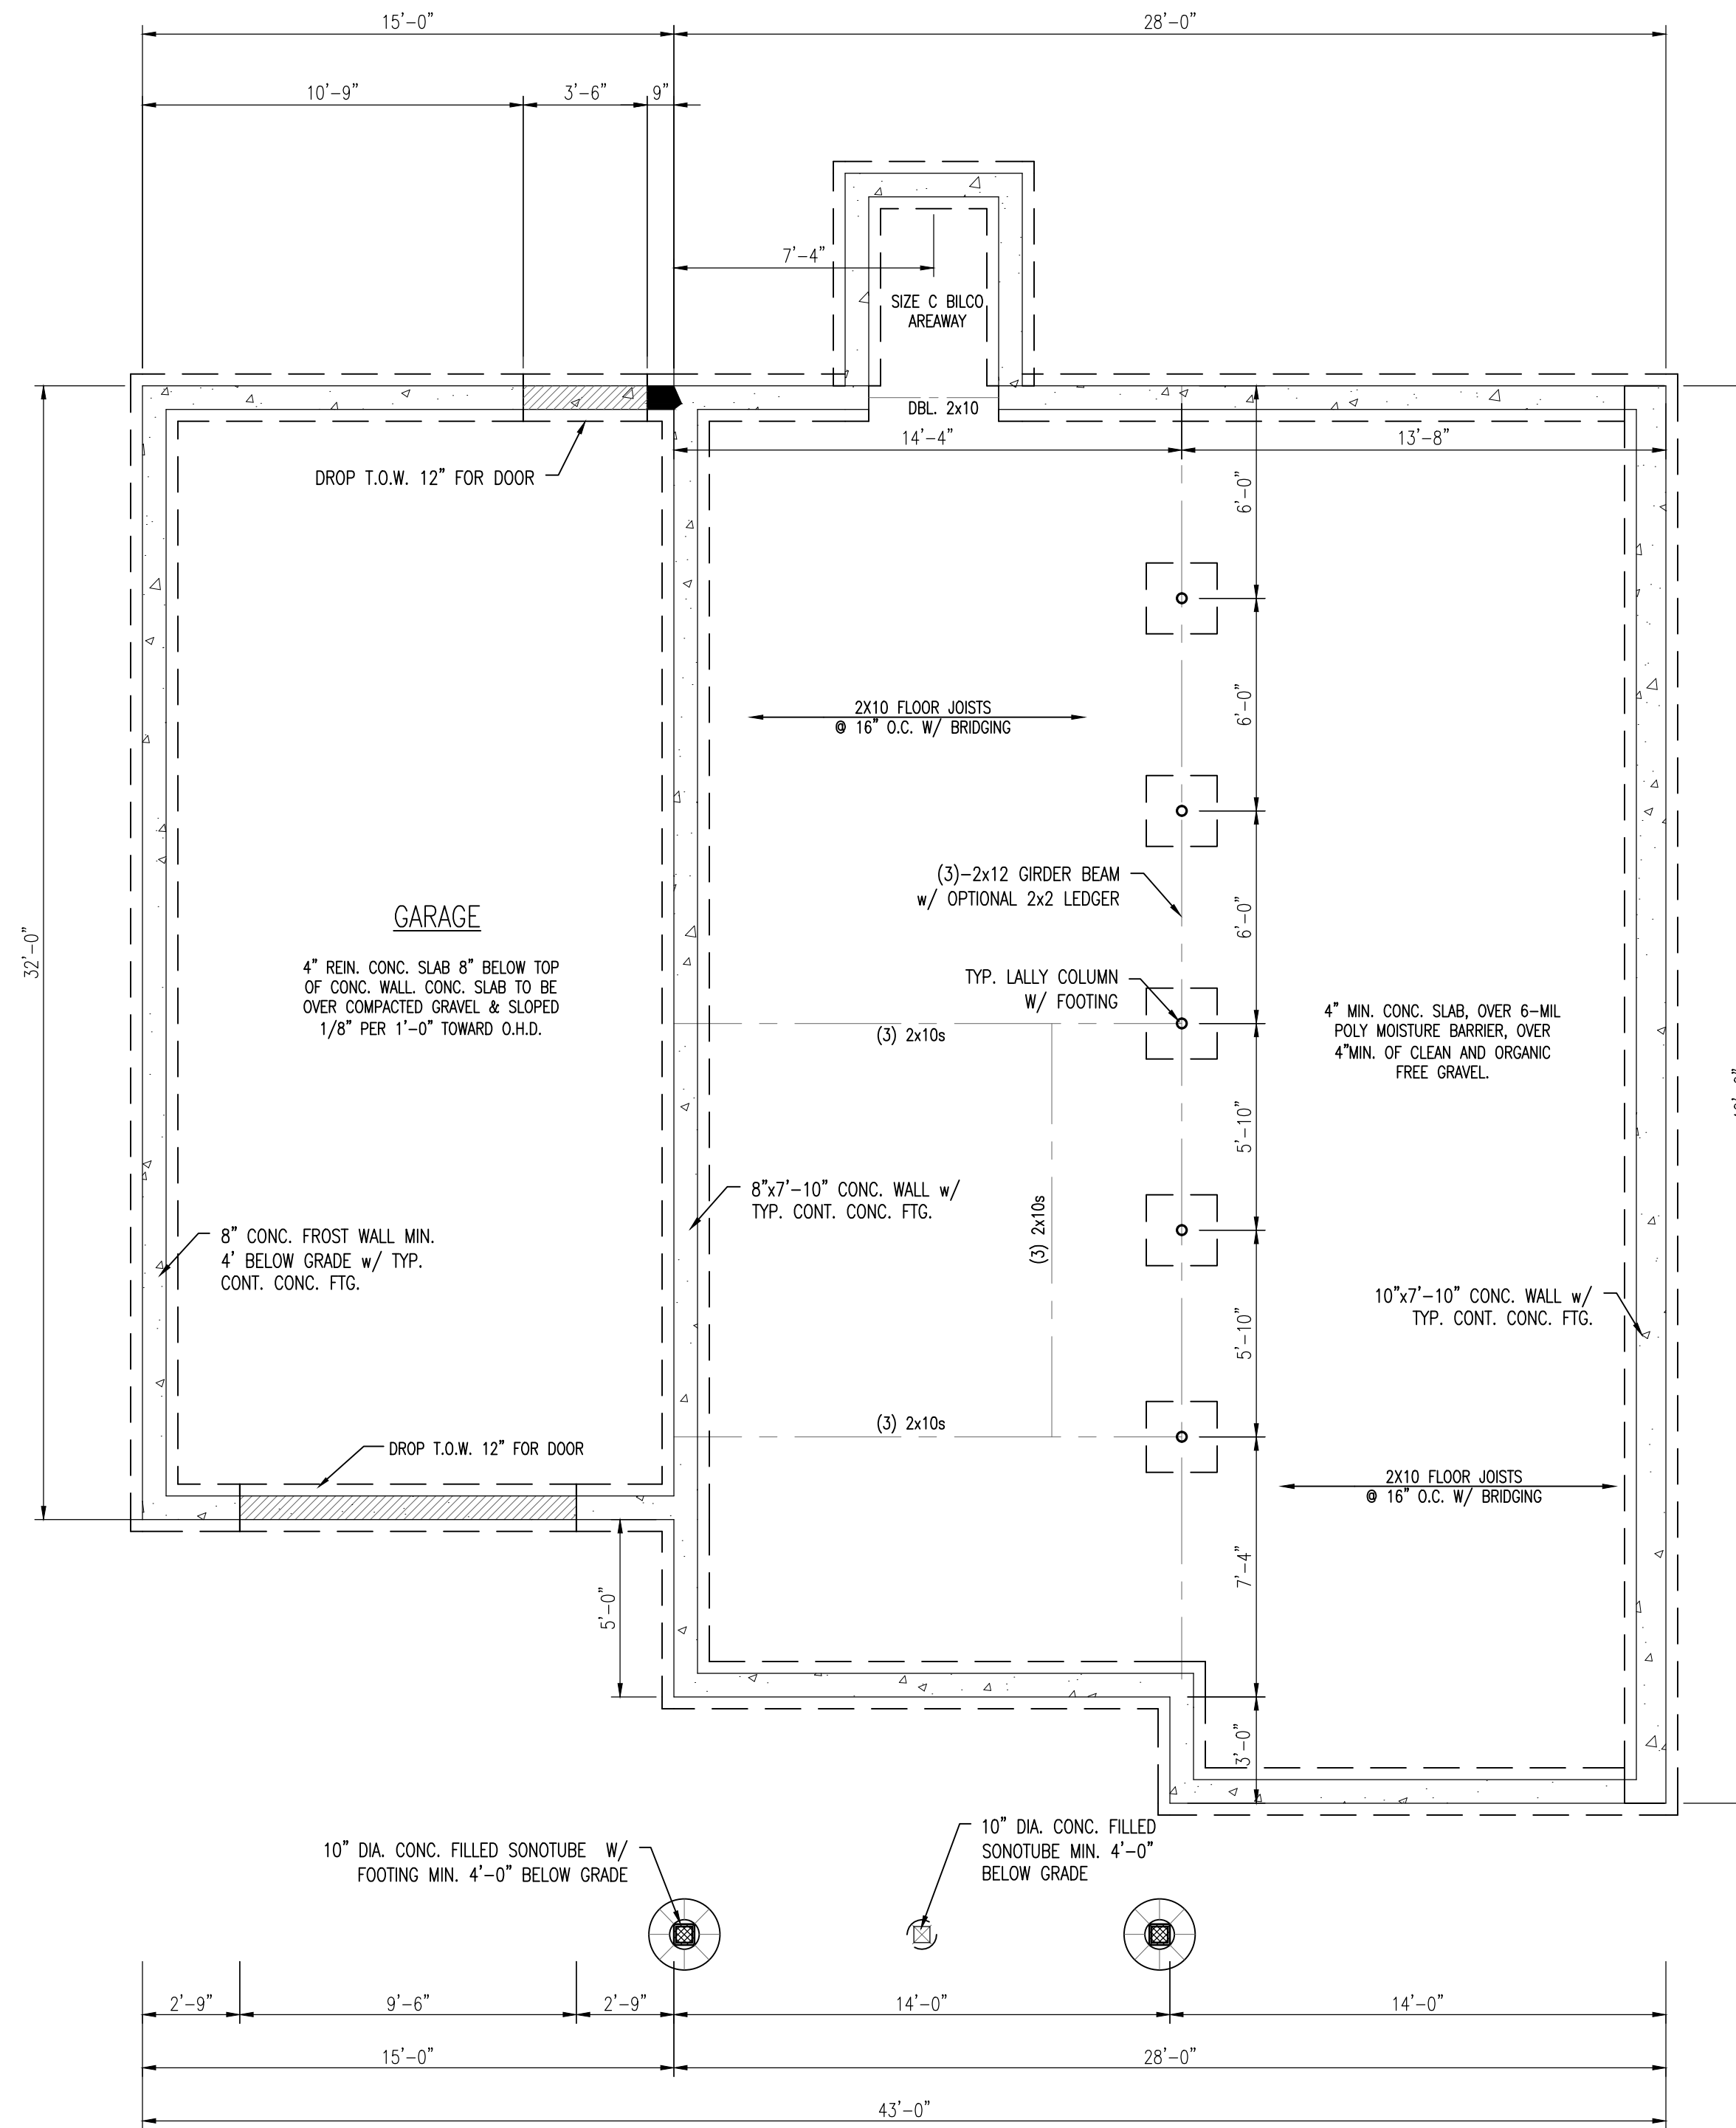 15'-0"
28'-0"
10'-9"
3'-6"
9"
7'-4"
SIZE C BILCO
AREAWAY
DBL. 2x10
14'-4"
13'-8"
DROP T.O.W. 12" FOR DOOR
6'-0"
6'-0"
2X10 FLOOR JOISTS
@ 16" O.C. W/ BRIDGING
(3)-2x12 GIRDER BEAM
w/ OPTIONAL 2x2 LEDGER
6'-0"
GARAGE
4" REIN. CONC. SLAB 8" BELOW TOP
OF CONC. WALL. CONC. SLAB TO BE
OVER COMPACTED GRAVEL & SLOPED
1/8" PER 1'-0" TOWARD O.H.D.
32'-0"
TYP. LALLY COLUMN
W/ FOOTING
(3) 2x10s
4" MIN. CONC. SLAB, OVER 6-MIL
POLY MOISTURE BARRIER, OVER
4"MIN. OF CLEAN AND ORGANIC
FREE GRAVEL.
5'-10"
8"x7'-10" CONC. WALL w/
TYP. CONT. CONC. FTG.
(3) 2x10s
8" CONC. FROST WALL MIN.
4' BELOW GRADE w/ TYP.
CONT. CONC. FTG.
10"x7'-10" CONC. WALL w/
TYP. CONT. CONC. FTG.
5'-10"
(3) 2x10s
DROP T.O.W. 12" FOR DOOR
2X10 FLOOR JOISTS
@ 16" O.C. W/ BRIDGING
7'-4"
5'-0"
3'-0"
10" DIA. CONC. FILLED SONOTUBE W/
FOOTING MIN. 4'-0" BELOW GRADE
10" DIA. CONC. FILLED
SONOTUBE MIN. 4'-0"
BELOW GRADE
2'-9"
9'-6"
2'-9"
14'-0"
14'-0"
15'-0"
28'-0"
43'-0"